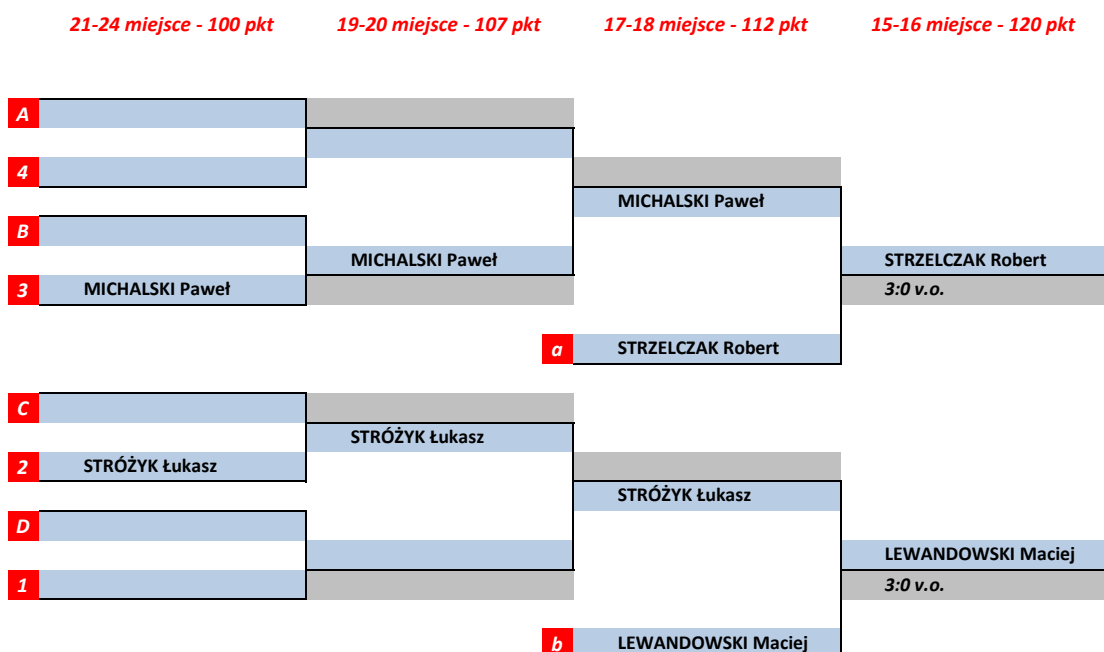 21-24 miejsce - 100 pkt 19-20 miejsce - 107 pkt 17-18 miejsce - 112 pkt 15-16 miejsce - 120 pkt
A
4
MICHALSKI Paweł
B
MICHALSKI Paweł STRZELCZAK Robert
3 MICHALSKI Paweł 3:0 v.o.
a STRZELCZAK Robert
C
STRÓŻYK Łukasz
2 STRÓŻYK Łukasz
STRÓŻYK Łukasz
D
LEWANDOWSKI Maciej
1 3:0 v.o.
b LEWANDOWSKI Maciej